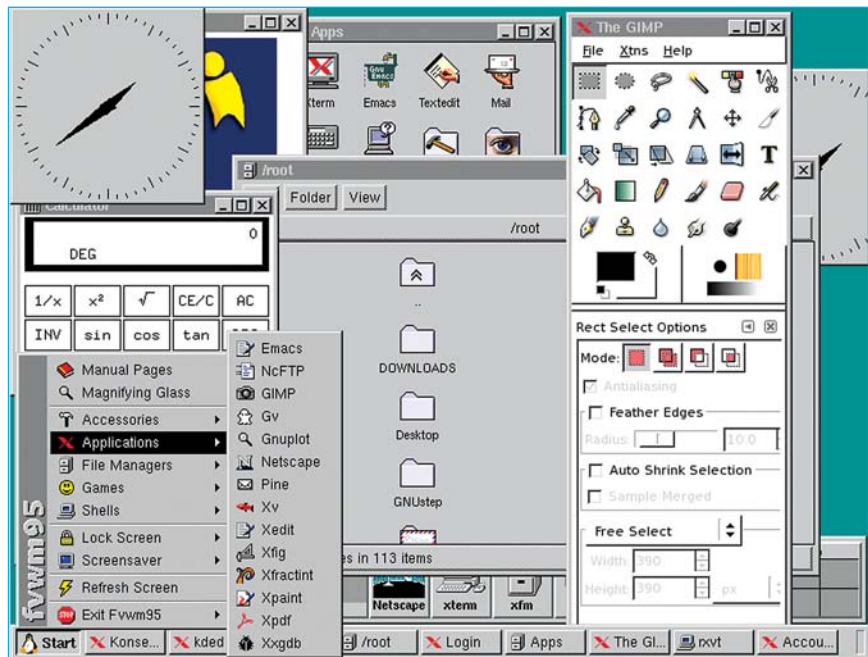 Apps
Xterm
Emacs
Textedit
Mail
/root
Folder
View
/root
..
DOWNLOADS
Desktop
GNUstep
es in 113 items
Calculator
0
DEG
1/x x² √ CE/C AC
INV sin cos tan
Manual Pages
Magnifying Glass
Accessories
Applications
File Managers
Games
Shells
Lock Screen
Screensaver
Refresh Screen
Exit Fvwm95
fvwm95
Emacs
NcFTP
GIMP
Gv
Gnuplot
Netscape
Pine
Xv
Xedit
Xfig
Xfractint
Xpaint
Xpdf
Xxgdb
The GIMP
File Xtns Help
Rect Select Options
Mode:
Antialiasing
Feather Edges
Radius: 10.0
Auto Shrink Selection
Sample Merged
Free Select
Width: 390
Height: 390 px
Netscape
xterm
xfm
Start
Konse...
kded
/root
Login
Apps
The GI...
rxvt
Accou...